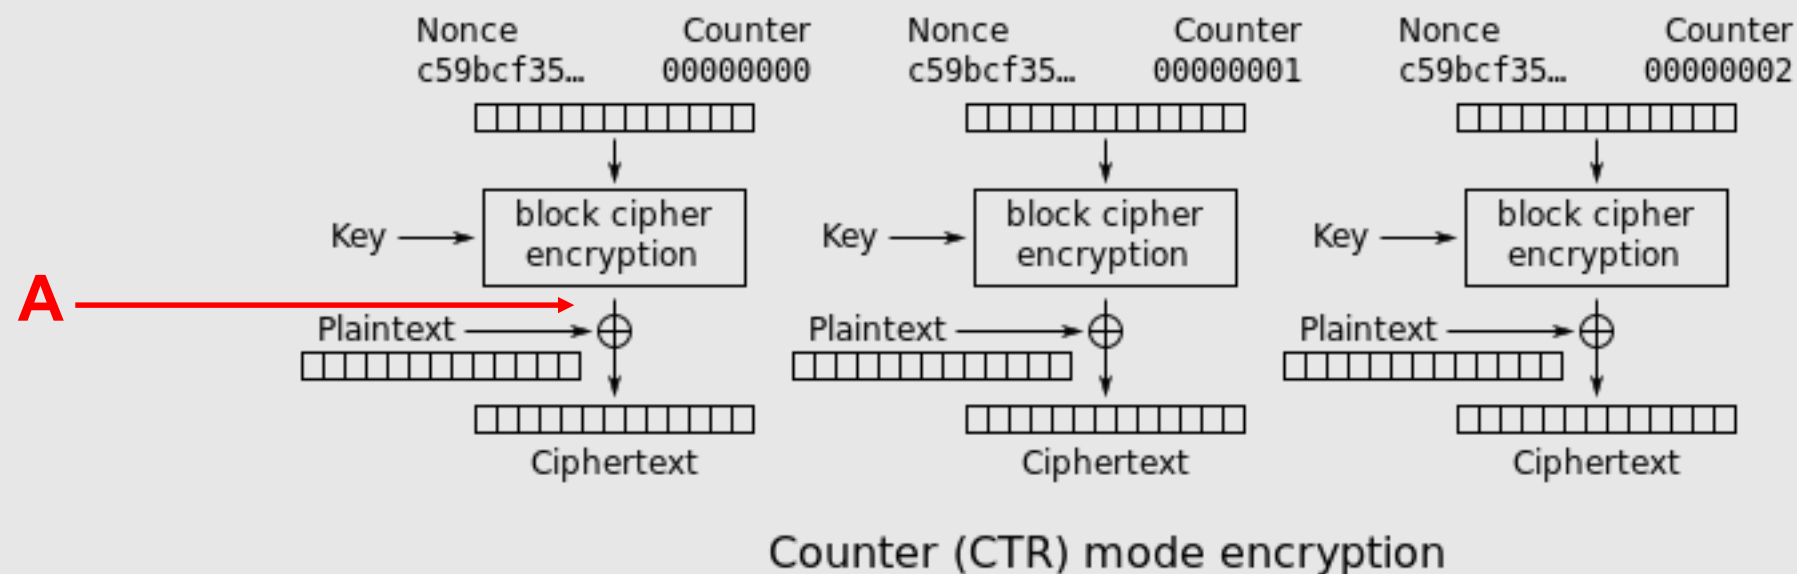 Nonce Counter Nonce Counter Nonce Counter
c59bcf35… 00000000 c59bcf35… 00000001 c59bcf35… 00000002
block cipher block cipher block cipher
Key encryption Key encryption Key encryption
A
Plaintext Plaintext Plaintext
Ciphertext Ciphertext Ciphertext
Counter (CTR) mode encryption